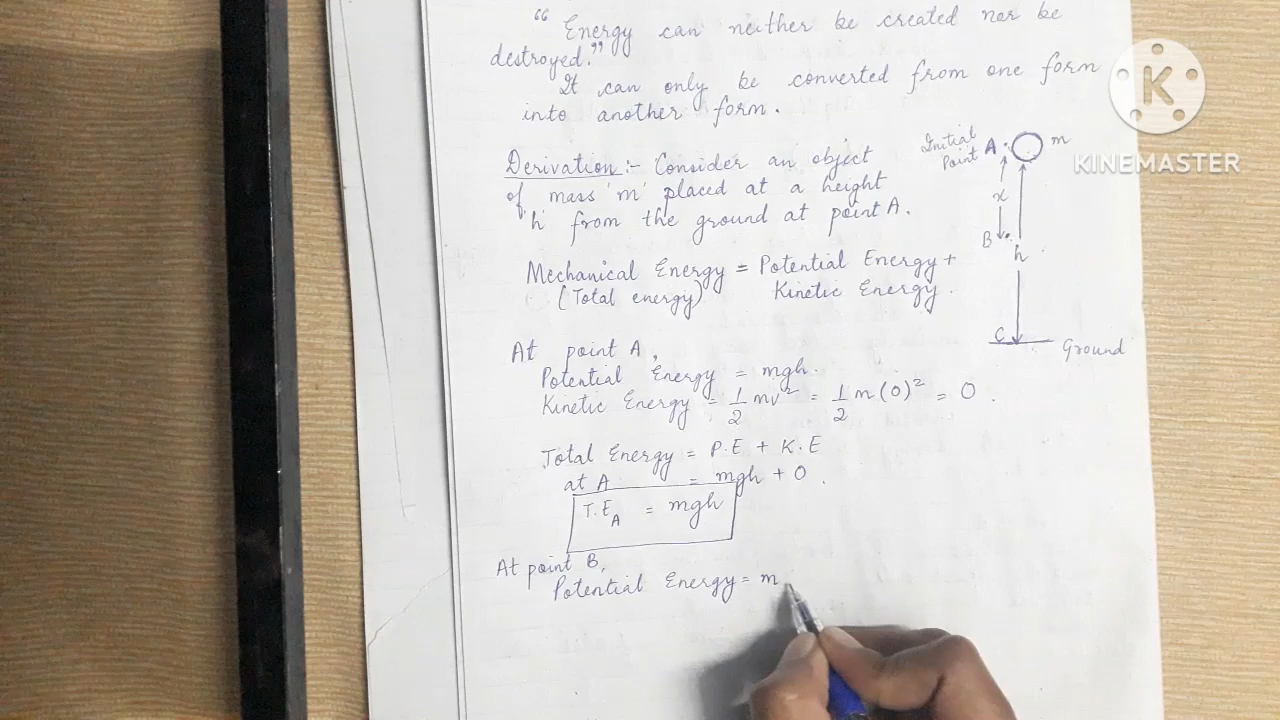 “Energy can neither be created nor be
destroyed.”
It can only be converted from one form
into another form.
Derivation :- Consider an object
of mass 'm' placed at a height
'h' from the ground at point A.
Initial
Point A
m
x
B
h
C
Ground
Mechanical Energy = Potential Energy +
(Total energy) Kinetic Energy.
At point A,
Potential Energy = mgh.
Kinetic Energy = 1/2 mv² = 1/2 m(0)² = 0.
Total Energy = P.E + K.E
at A = mgh + 0.
T.E_A = mgh
At point B,
Potential Energy = m
K
KINEMASTER